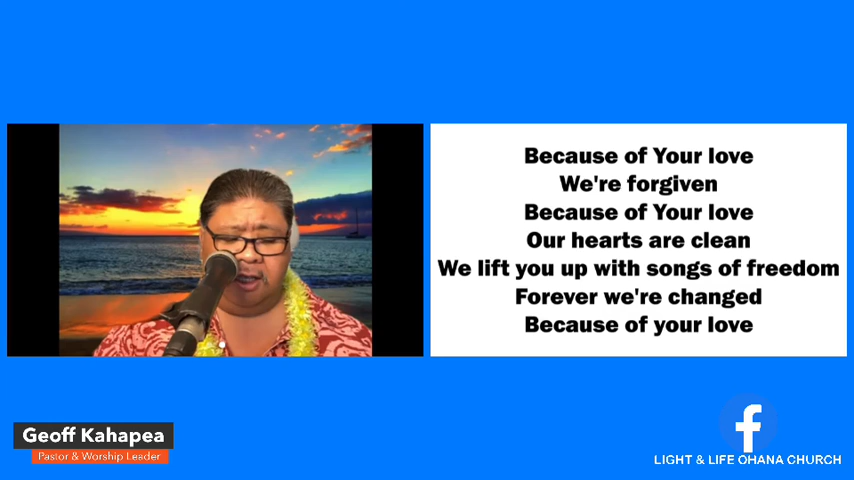 Because of Your love
We're forgiven
Because of Your love
Our hearts are clean
We lift you up with songs of freedom
Forever we're changed
Because of your love
Geoff Kahapea
Pastor & Worship Leader
f
LIGHT & LIFE OHANA CHURCH